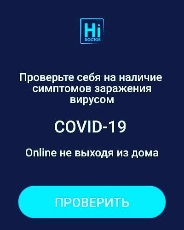 Hi
DOCTOR
Проверьте себя на наличие
симптомов заражения
вирусом
COVID-19
Online не выходя из дома
ПРОВЕРИТЬ